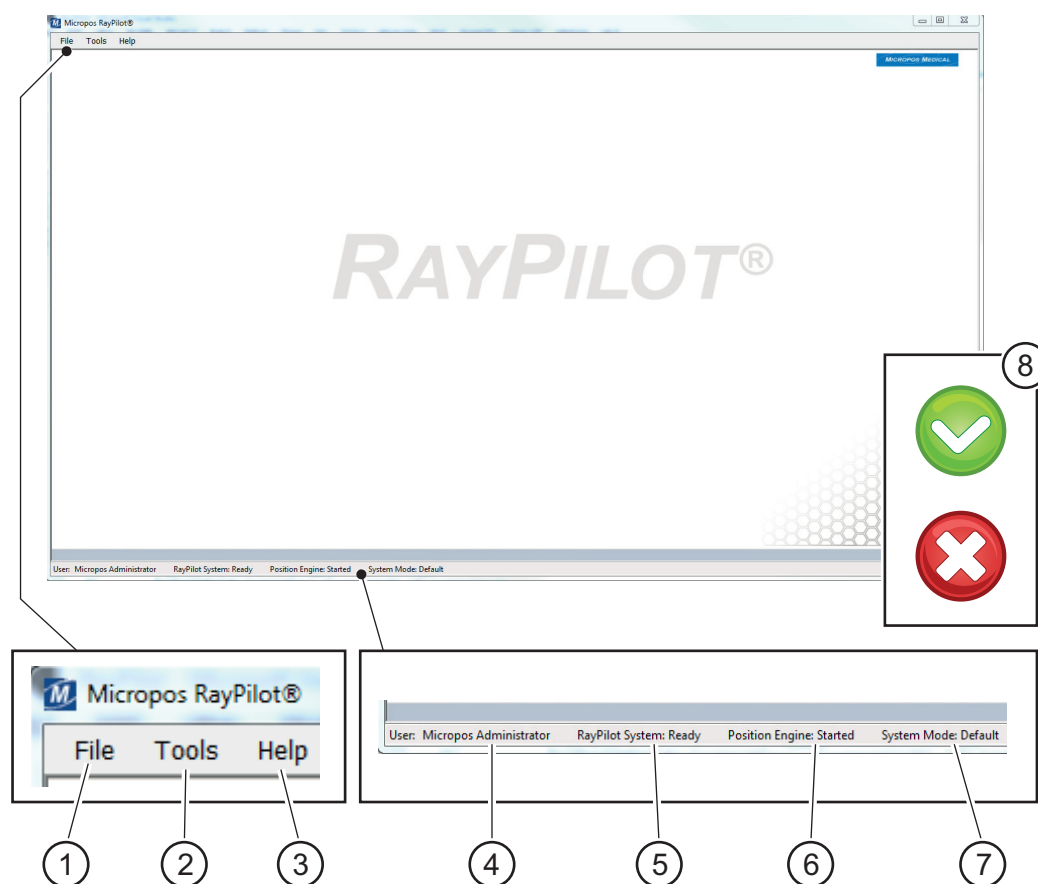 Micropos RayPilot®
File Tools Help
MICROPOS MEDICAL
RAYPILOT®
8
User: Micropos Administrator RayPilot System: Ready Position Engine: Started System Mode: Default
Micropos RayPilot®
File Tools Help
User: Micropos Administrator RayPilot System: Ready Position Engine: Started System Mode: Default
1 2 3 4 5 6 7